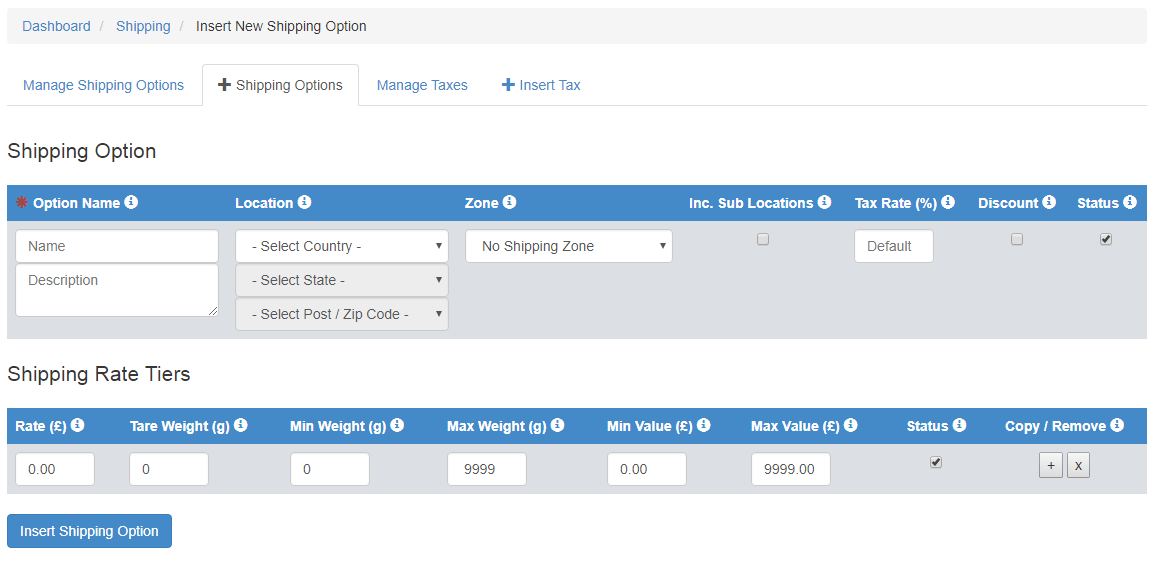 Dashboard / Shipping / Insert New Shipping Option
Manage Shipping Options + Shipping Options Manage Taxes + Insert Tax
Shipping Option
* Option Name i Location i Zone i Inc. Sub Locations i Tax Rate (%) i Discount i Status i
Name - Select Country - No Shipping Zone Default
Description - Select State -
- Select Post / Zip Code -
Shipping Rate Tiers
Rate (£) i Tare Weight (g) i Min Weight (g) i Max Weight (g) i Min Value (£) i Max Value (£) i Status i Copy / Remove i
0.00 0 0 9999 0.00 9999.00 + x
Insert Shipping Option